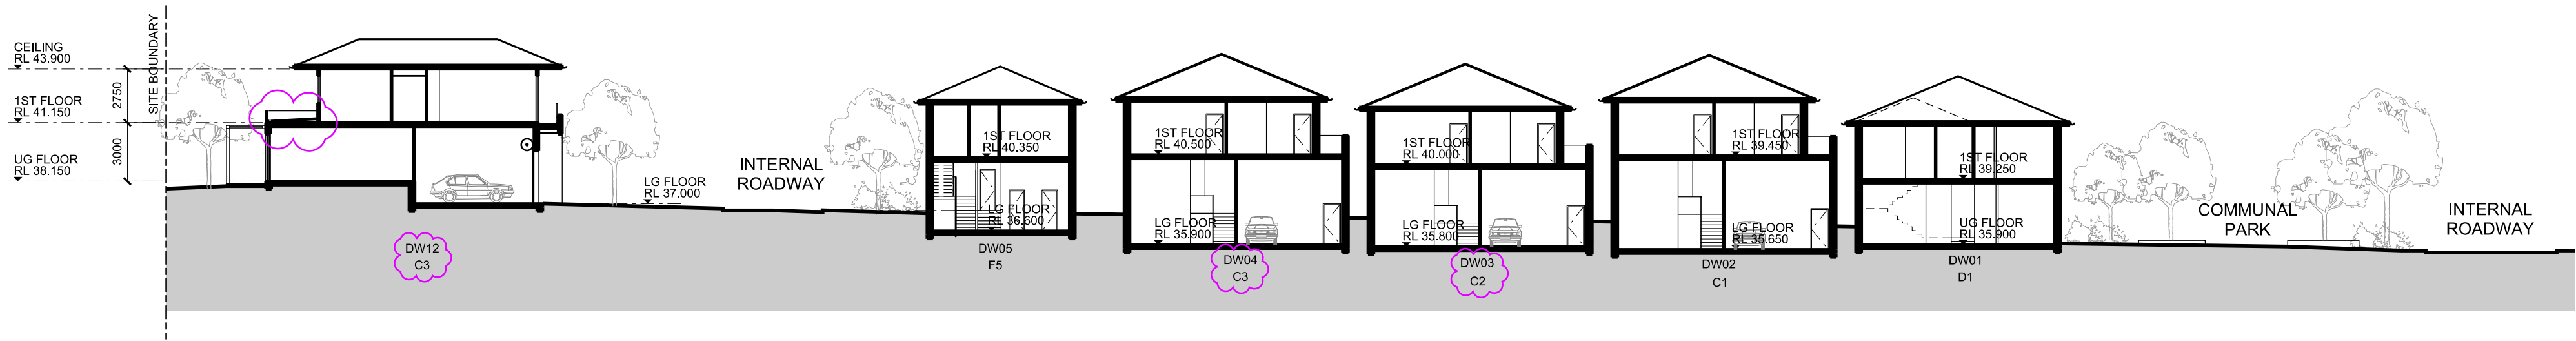 CEILING
RL 43.900
2750
1ST FLOOR
RL 41.150
3000
UG FLOOR
RL 38.150
SITE BOUNDARY
DW12
C3
LG FLOOR
RL 37.000
INTERNAL
ROADWAY
1ST FLOOR
RL 40.350
LG FLOOR
RL 36.600
DW05
F5
1ST FLOOR
RL 40.500
LG FLOOR
RL 35.900
DW04
C3
1ST FLOOR
RL 40.000
LG FLOOR
RL 35.800
DW03
C2
1ST FLOOR
RL 39.450
LG FLOOR
RL 35.650
DW02
C1
1ST FLOOR
RL 39.250
UG FLOOR
RL 35.900
DW01
D1
COMMUNAL
PARK
INTERNAL
ROADWAY